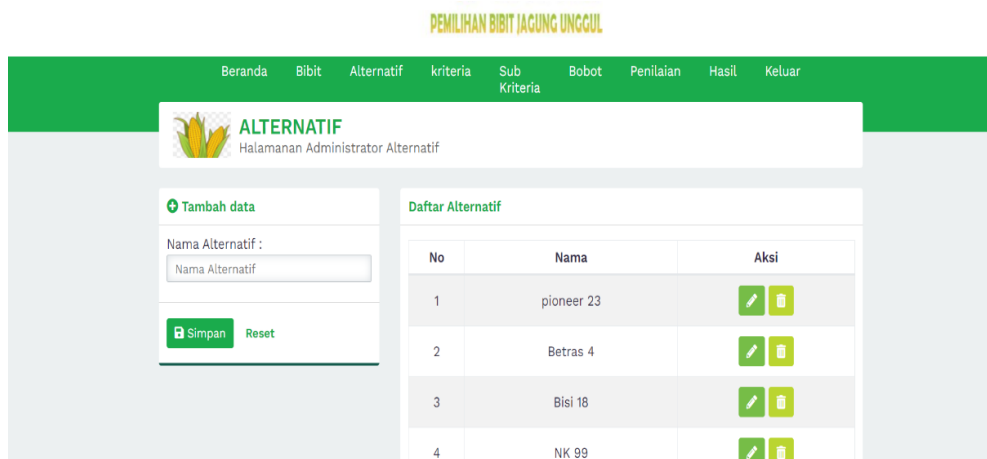 PEMILIHAN BIBIT JAGUNG UNGGUL
Beranda Bibit Alternatif kriteria Sub Kriteria Bobot Penilaian Hasil Keluar
ALTERNATIF
Halamanan Administrator Alternatif
Tambah data
Nama Alternatif :
Nama Alternatif
Simpan Reset
Daftar Alternatif
No Nama Aksi
1 pioneer 23
2 Betras 4
3 Bisi 18
4 NK 99